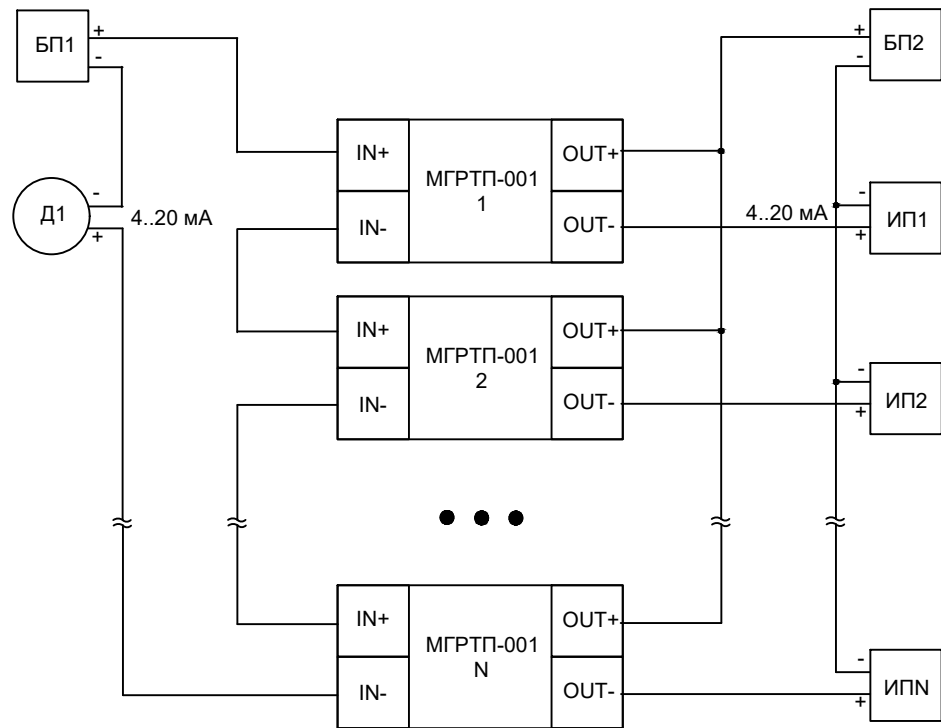 БП1
+
-
+
-
БП2
IN+
МГРТП-001
1
OUT+
IN-
OUT-
Д1
-
+
4..20 мА
4..20 мА
-
+
ИП1
IN+
МГРТП-001
2
OUT+
IN-
OUT-
-
+
ИП2
IN+
МГРТП-001
N
OUT+
IN-
OUT-
-
+
ИПN